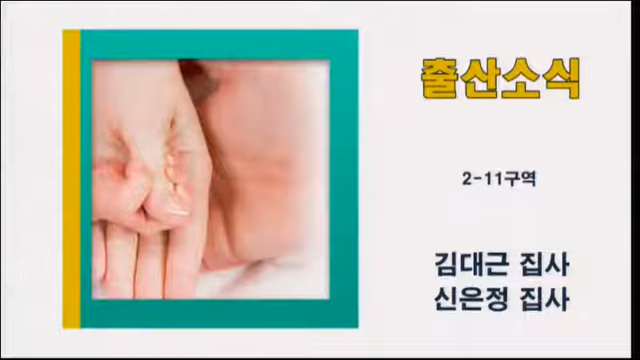 출산소식
2-11구역
김대근 집사
신은정 집사